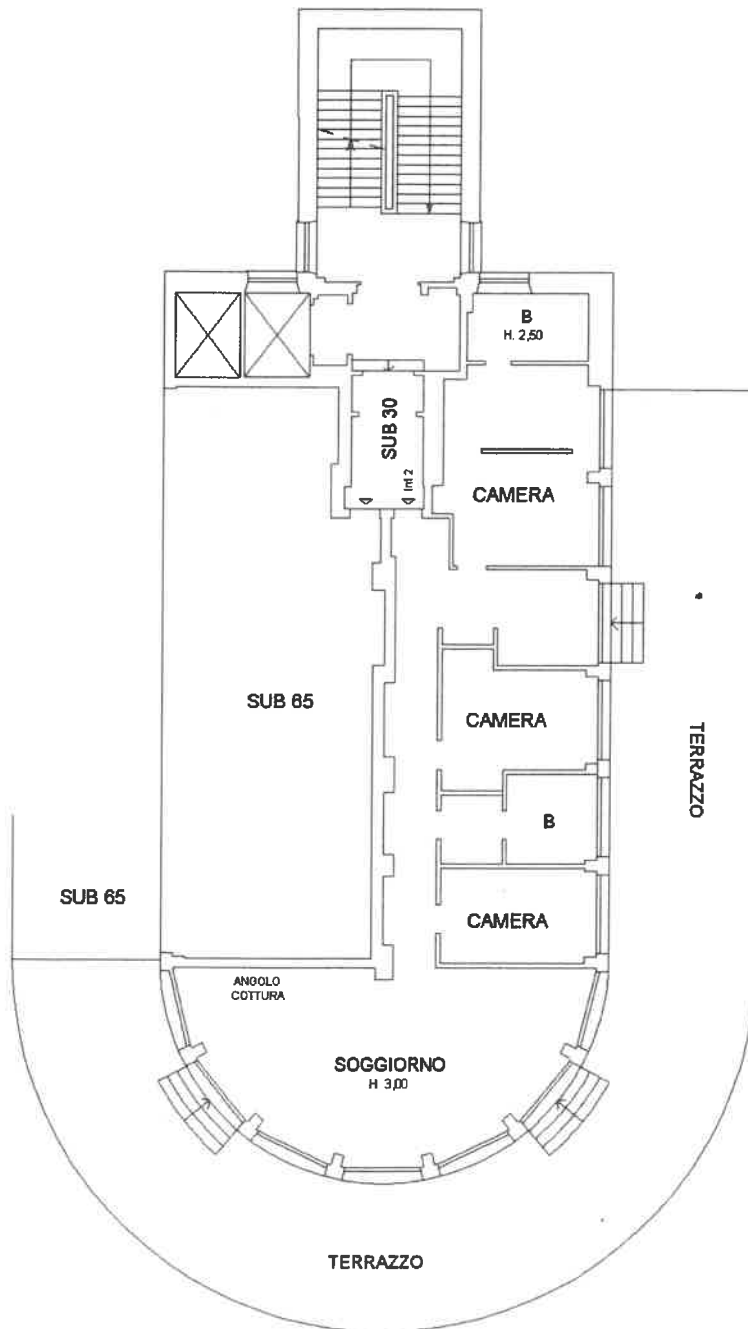 B
H. 2,50
SUB 30
Int 2
CAMERA
SUB 65
CAMERA
TERRAZZO
B
SUB 65
CAMERA
ANGOLO
COTTURA
SOGGIORNO
H 3,00
TERRAZZO